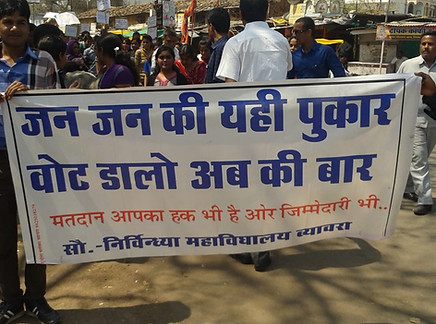 जन जन की यही पुकार
वोट डालो अब की बार
मतदान आपका हक भी है ओर जिम्मेदारी भी..
सौ.- निर्विन्ध्या महाविद्यालय ब्यावरा